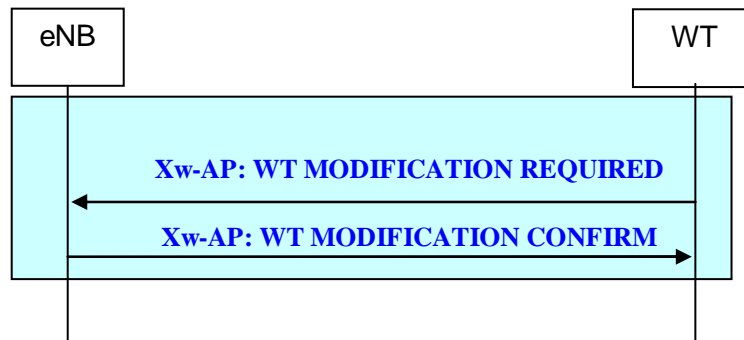 eNB
WT
Xw-AP: WT MODIFICATION REQUIRED
Xw-AP: WT MODIFICATION CONFIRM